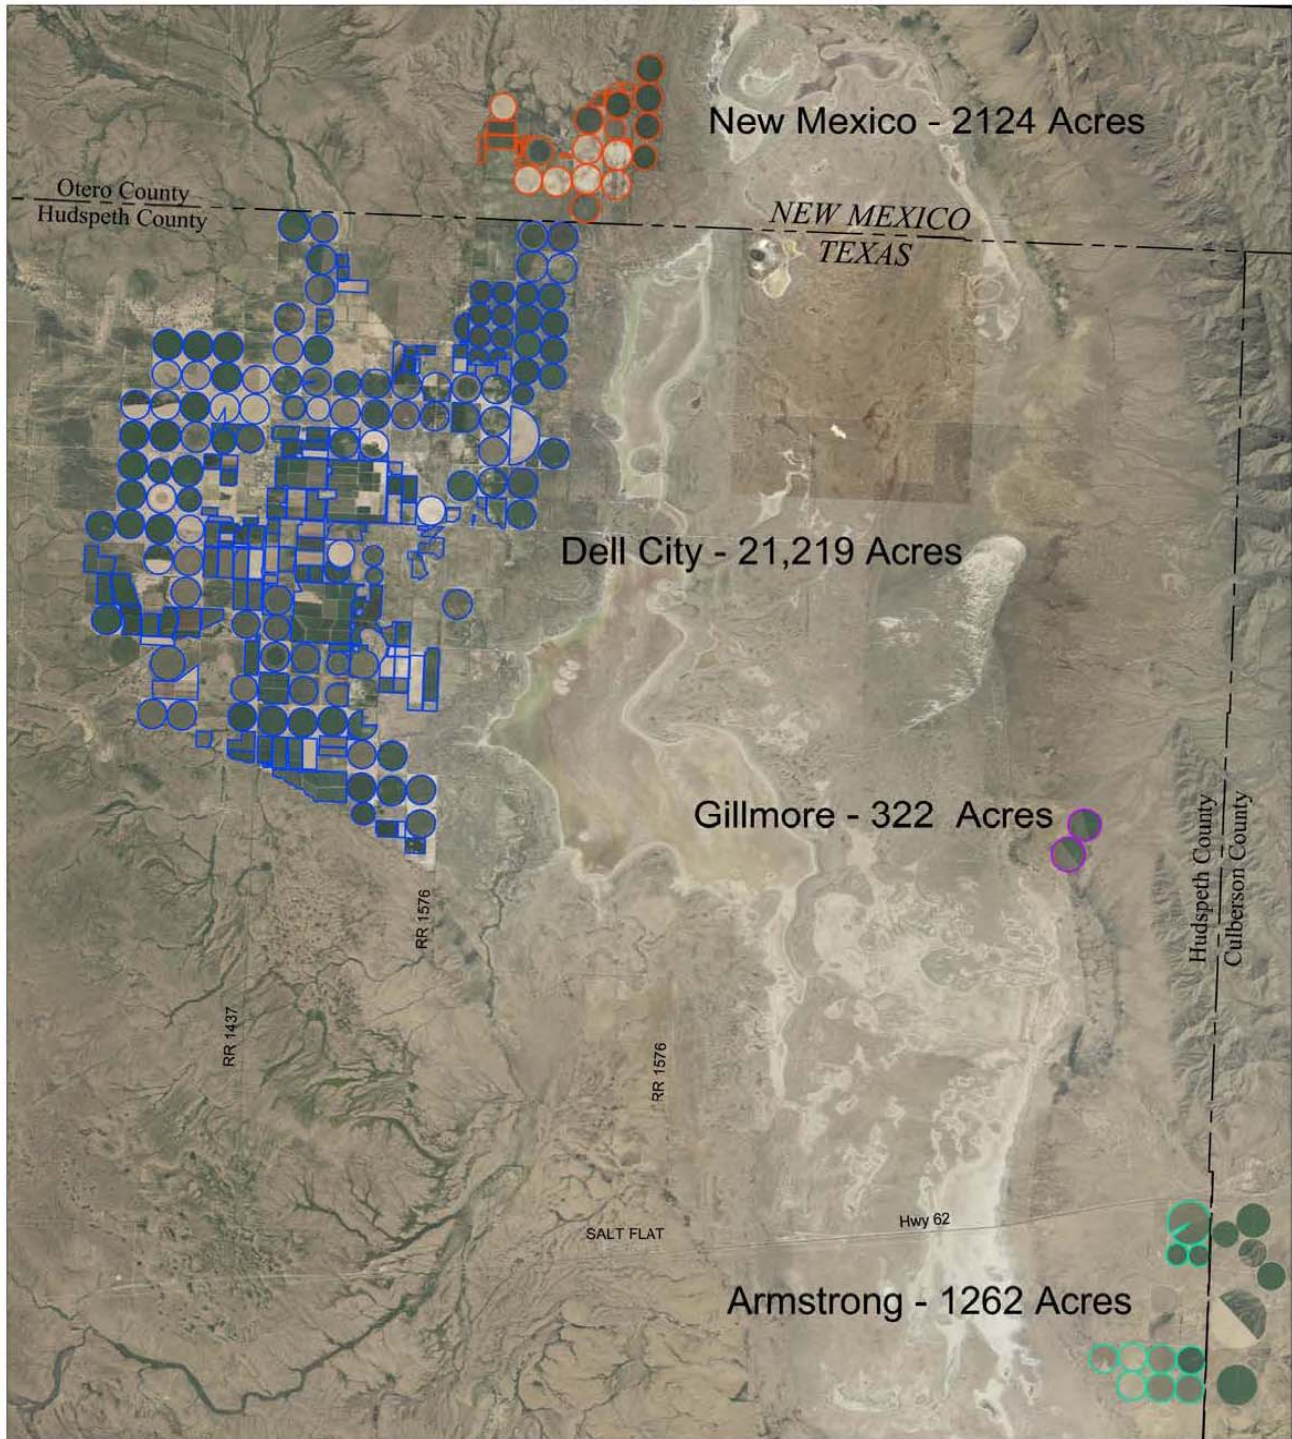 New Mexico - 2124 Acres
Otero County
Hudspeth County
NEW MEXICO
TEXAS
Dell City - 21,219 Acres
Gillmore - 322 Acres
Hudspeth County
Culberson County
RR 1576
RR 1437
RR 1576
Hwy 62
SALT FLAT
Armstrong - 1262 Acres